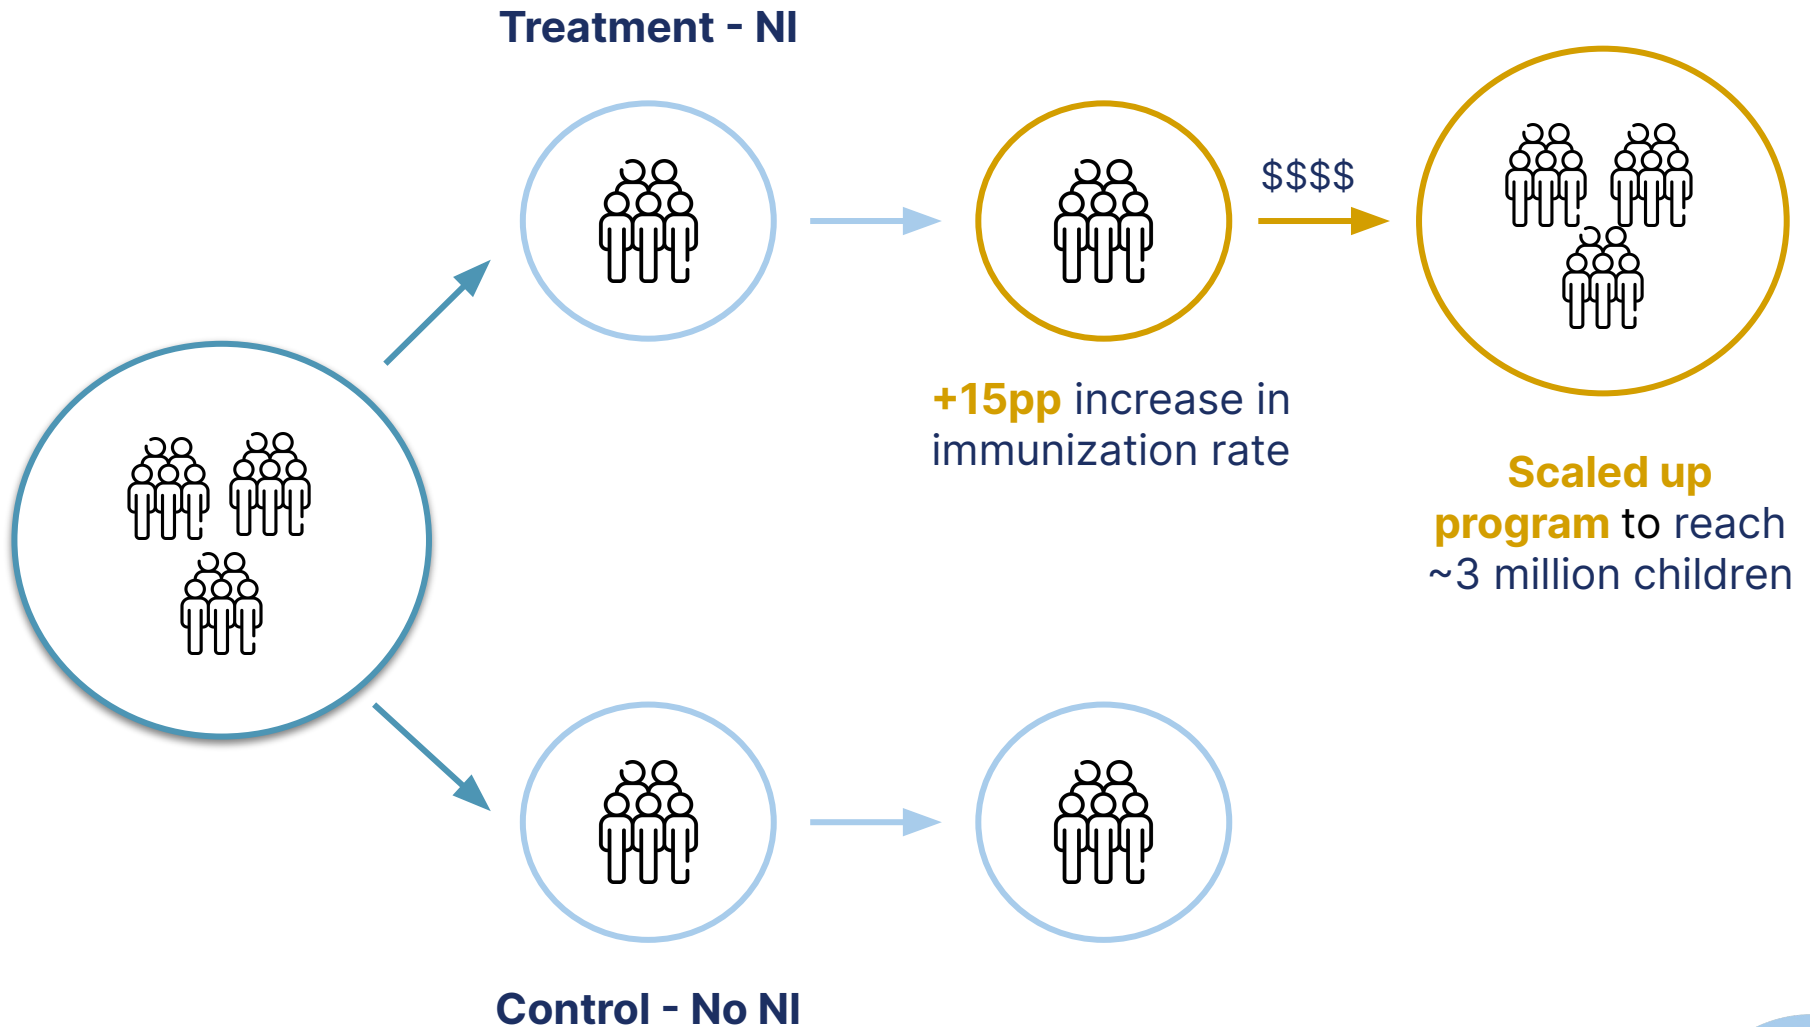 Treatment - NI
$$$$
+15pp increase in
immunization rate
Scaled up
program to reach
~3 million children
Control - No NI